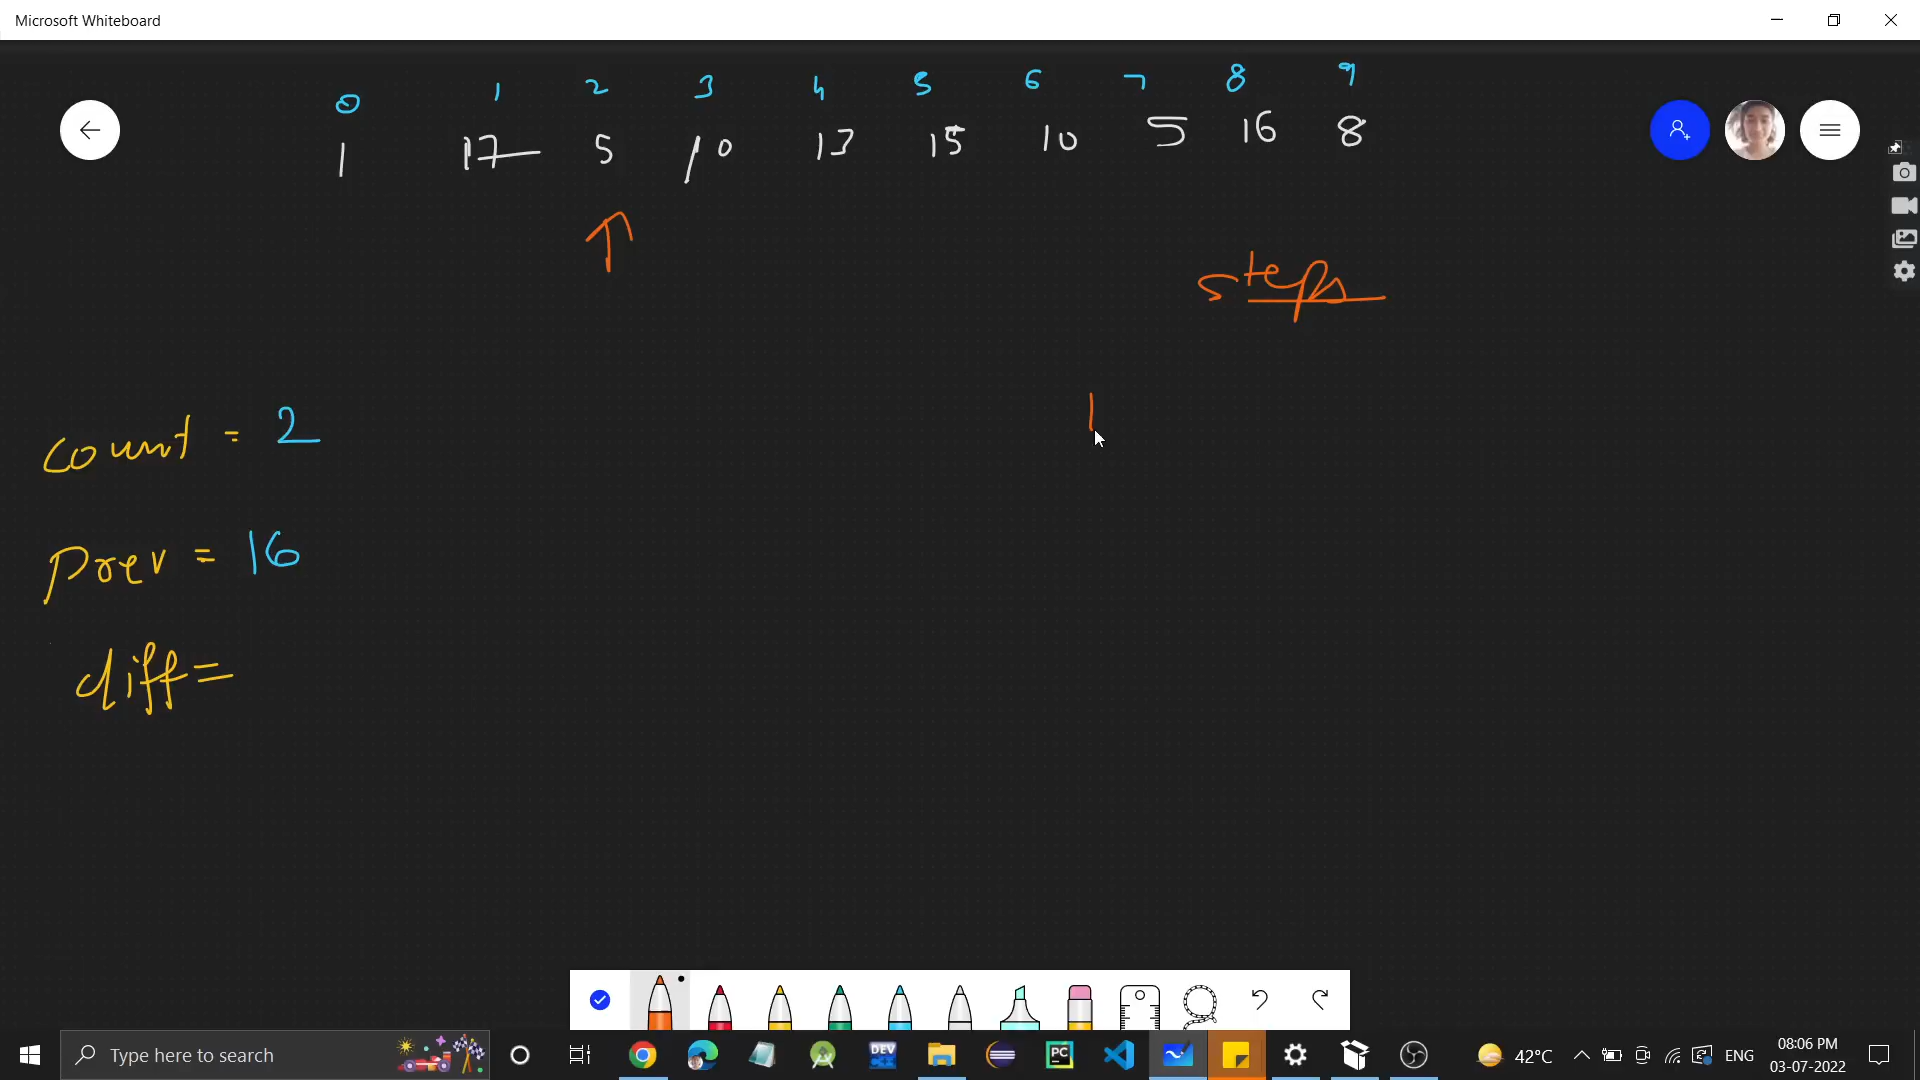 Microsoft Whiteboard
0 1 2 3 4 5 6 7 8 9
1 17 5 10 13 15 10 5 16 8
steps
1
count = 2
prev = 16
diff=
Type here to search
DEV
PC
42°C
ENG
08:06 PM
03-07-2022